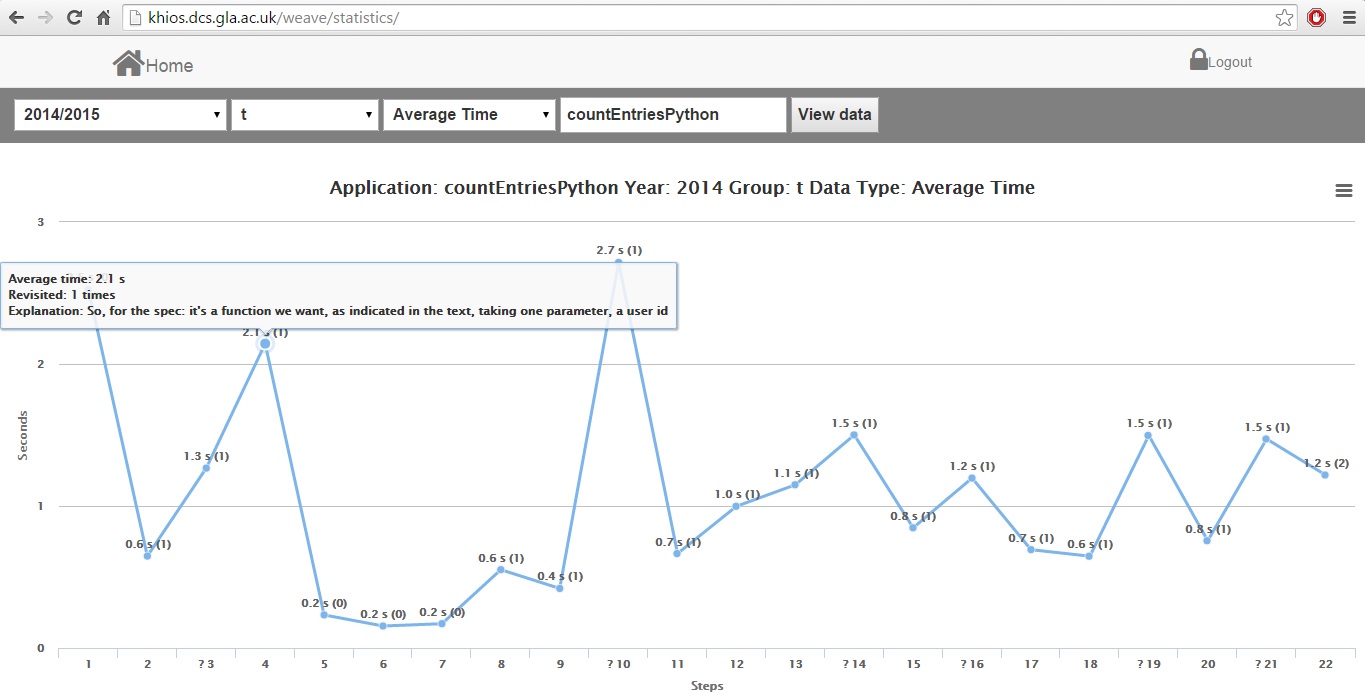 khios.dcs.gla.ac.uk/weave/statistics/
Home
Logout
2014/2015
t
Average Time
countEntriesPython
View data
Application: countEntriesPython Year: 2014 Group: t Data Type: Average Time
3
2.7 s (1)
Average time: 2.1 s
Revisited: 1 times
Explanation: So, for the spec: it's a function we want, as indicated in the text, taking one parameter, a user id
2.1 s (1)
2
1.3 s (1)
1.5 s (1)
1.5 s (1)
1.5 s (1)
1.2 s (1)
1.2 s (2)
1.1 s (1)
1.0 s (1)
1
0.8 s (1)
0.8 s (1)
0.6 s (1)
0.7 s (1)
0.7 s (1)
0.6 s (1)
0.6 s (1)
0.4 s (1)
0.2 s (0)
0.2 s (0)
0.2 s (0)
0
Seconds
1 2 ? 3 4 5 6 7 8 9 ? 10 11 12 13 ? 14 15 ? 16 17 18 ? 19 20 ? 21 22
Steps